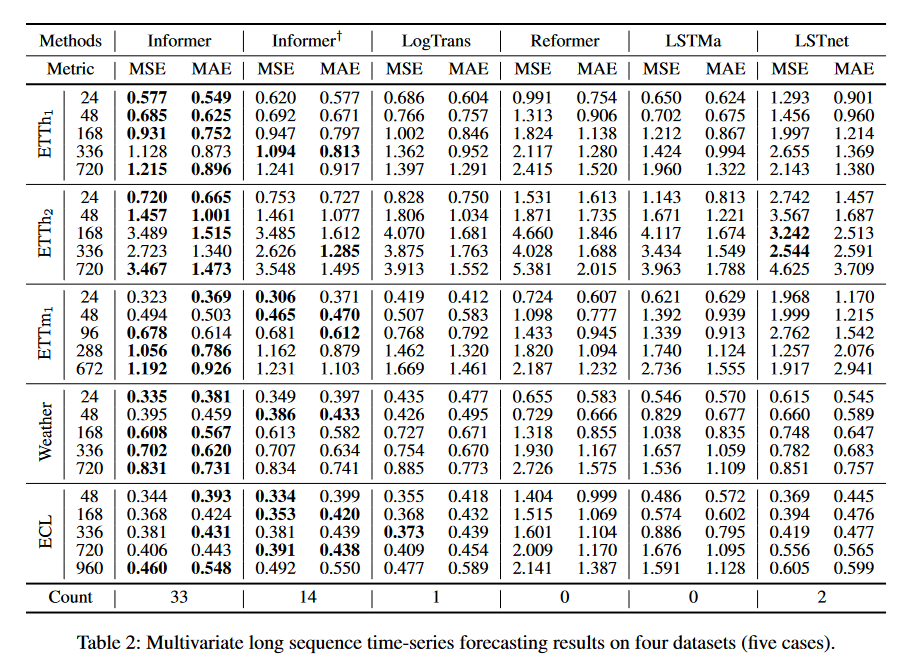 Methods Informer Informer† LogTrans Reformer LSTMa LSTnet
Metric MSE MAE MSE MAE MSE MAE MSE MAE MSE MAE MSE MAE
ETTh1
24 0.577 0.549 0.620 0.577 0.686 0.604 0.991 0.754 0.650 0.624 1.293 0.901
48 0.685 0.625 0.692 0.671 0.766 0.757 1.313 0.906 0.702 0.675 1.456 0.960
168 0.931 0.752 0.947 0.797 1.002 0.846 1.824 1.138 1.212 0.867 1.997 1.214
336 1.128 0.873 1.094 0.813 1.362 0.952 2.117 1.280 1.424 0.994 2.655 1.369
720 1.215 0.896 1.241 0.917 1.397 1.291 2.415 1.520 1.960 1.322 2.143 1.380
ETTh2
24 0.720 0.665 0.753 0.727 0.828 0.750 1.531 1.613 1.143 0.813 2.742 1.457
48 1.457 1.001 1.461 1.077 1.806 1.034 1.871 1.735 1.671 1.221 3.567 1.687
168 3.489 1.515 3.485 1.612 4.070 1.681 4.660 1.846 4.117 1.674 3.242 2.513
336 2.723 1.340 2.626 1.285 3.875 1.763 4.028 1.688 3.434 1.549 2.544 2.591
720 3.467 1.473 3.548 1.495 3.913 1.552 5.381 2.015 3.963 1.788 4.625 3.709
ETTm1
24 0.323 0.369 0.306 0.371 0.419 0.412 0.724 0.607 0.621 0.629 1.968 1.170
48 0.494 0.503 0.465 0.470 0.507 0.583 1.098 0.777 1.392 0.939 1.999 1.215
96 0.678 0.614 0.681 0.612 0.768 0.792 1.433 0.945 1.339 0.913 2.762 1.542
288 1.056 0.786 1.162 0.879 1.462 1.320 1.820 1.094 1.740 1.124 1.257 2.076
672 1.192 0.926 1.231 1.103 1.669 1.461 2.187 1.232 2.736 1.555 1.917 2.941
Weather
24 0.335 0.381 0.349 0.397 0.435 0.477 0.655 0.583 0.546 0.570 0.615 0.545
48 0.395 0.459 0.386 0.433 0.426 0.495 0.729 0.666 0.829 0.677 0.660 0.589
168 0.608 0.567 0.613 0.582 0.727 0.671 1.318 0.855 1.038 0.835 0.748 0.647
336 0.702 0.620 0.707 0.634 0.754 0.670 1.930 1.167 1.657 1.059 0.782 0.683
720 0.831 0.731 0.834 0.741 0.885 0.773 2.726 1.575 1.536 1.109 0.851 0.757
ECL
48 0.344 0.393 0.334 0.399 0.355 0.418 1.404 0.999 0.486 0.572 0.369 0.445
168 0.368 0.424 0.353 0.420 0.368 0.432 1.515 1.069 0.574 0.602 0.394 0.476
336 0.381 0.431 0.381 0.439 0.373 0.439 1.601 1.104 0.886 0.795 0.419 0.477
720 0.406 0.443 0.391 0.438 0.409 0.454 2.009 1.170 1.676 1.095 0.556 0.565
960 0.460 0.548 0.492 0.550 0.477 0.589 2.141 1.387 1.591 1.128 0.605 0.599
Count 33 14 1 0 0 2
Table 2: Multivariate long sequence time-series forecasting results on four datasets (five cases).